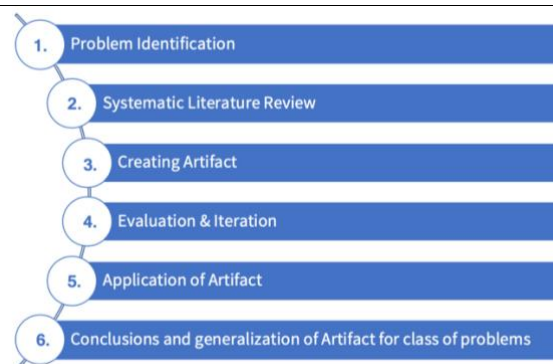 1. Problem Identification
2. Systematic Literature Review
3. Creating Artifact
4. Evaluation & Iteration
5. Application of Artifact
6. Conclusions and generalization of Artifact for class of problems